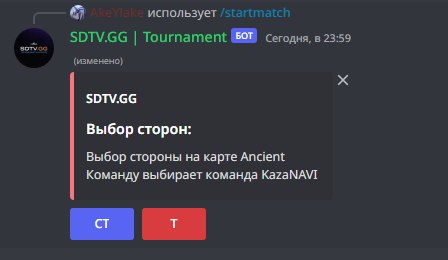 AkeYlake использует /startmatch
SDTV.GG
SDTV.GG | Tournament БОТ Сегодня, в 23:59
(изменено)
SDTV.GG
Выбор сторон:
Выбор стороны на карте Ancient
Команду выбирает команда KazaNAVI
CT
T